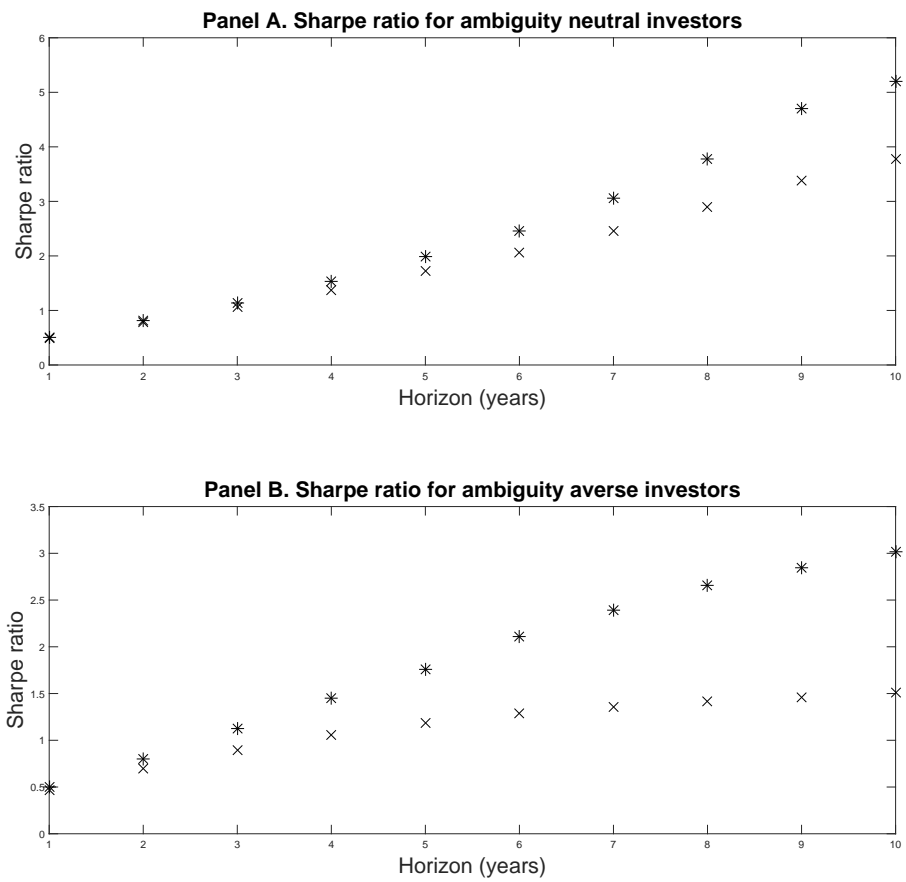 Panel A. Sharpe ratio for ambiguity neutral investors
6
5
4
3
2
1
0
Sharpe ratio
1 2 3 4 5 6 7 8 9 10
Horizon (years)
Panel B. Sharpe ratio for ambiguity averse investors
3.5
3
2.5
2
1.5
1
0.5
0
Sharpe ratio
1 2 3 4 5 6 7 8 9 10
Horizon (years)